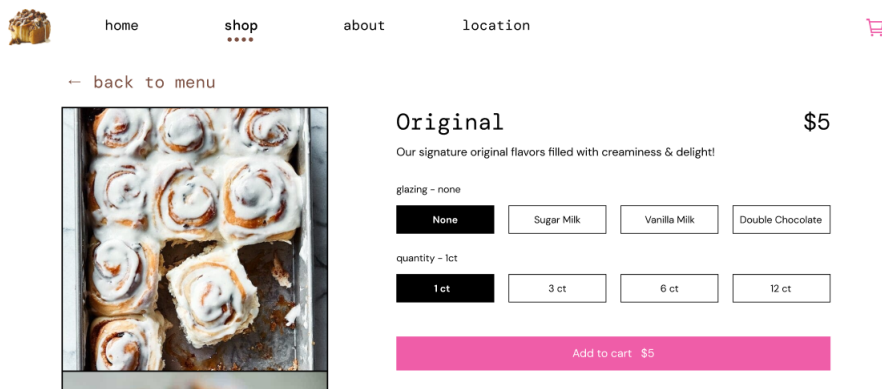 home shop about location
← back to menu
Original $5
Our signature original flavors filled with creaminess & delight!
glazing - none
None Sugar Milk Vanilla Milk Double Chocolate
quantity - 1ct
1 ct 3 ct 6 ct 12 ct
Add to cart $5